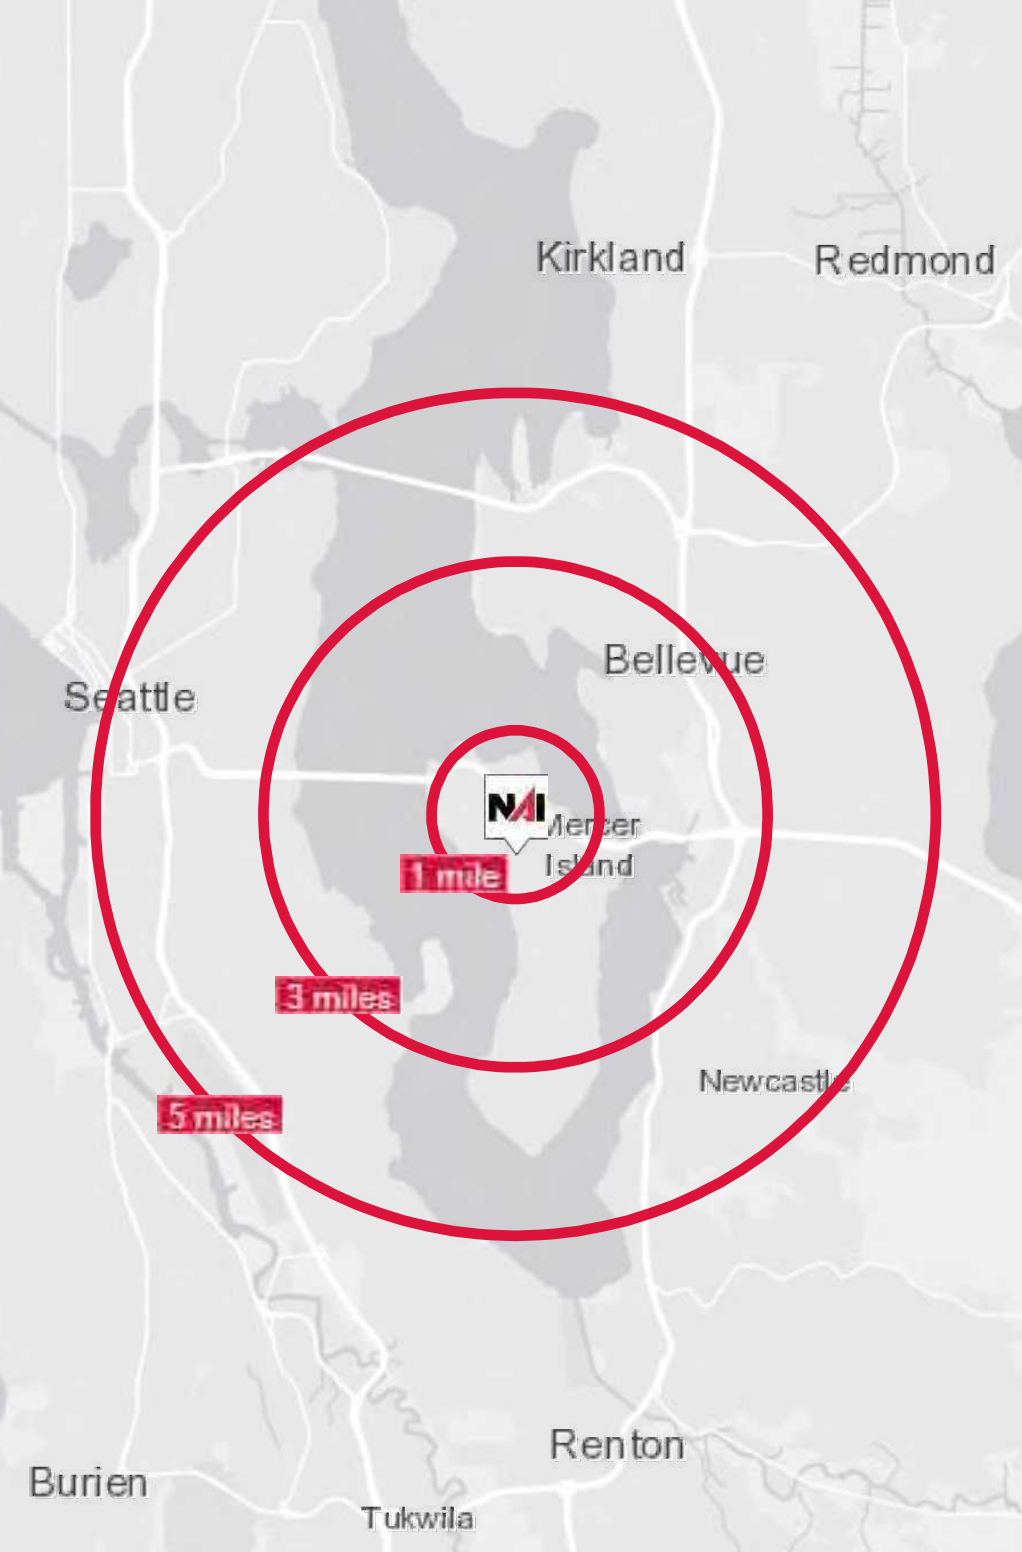 Kirkland
Redmond
Bellevue
Seattle
NAI
Mercer
Island
1 mile
3 miles
Newcastle
5 miles
Renton
Burien
Tukwila